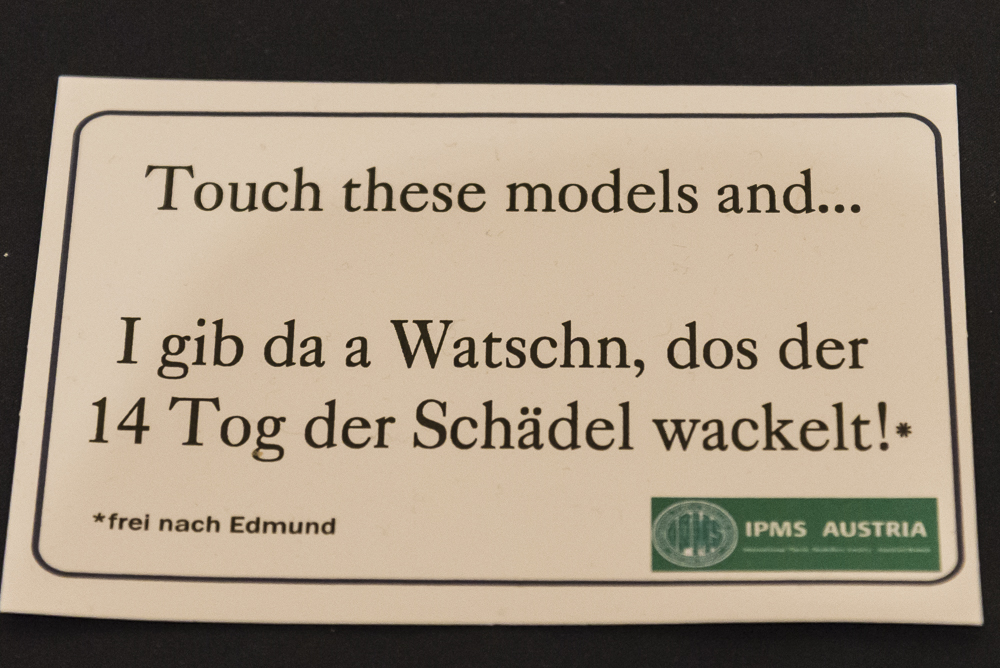 Touch these models and...
I gib da a Watschn, dos der
14 Tog der Schädel wackelt!*
*frei nach Edmund
IPMS
IPMS AUSTRIA